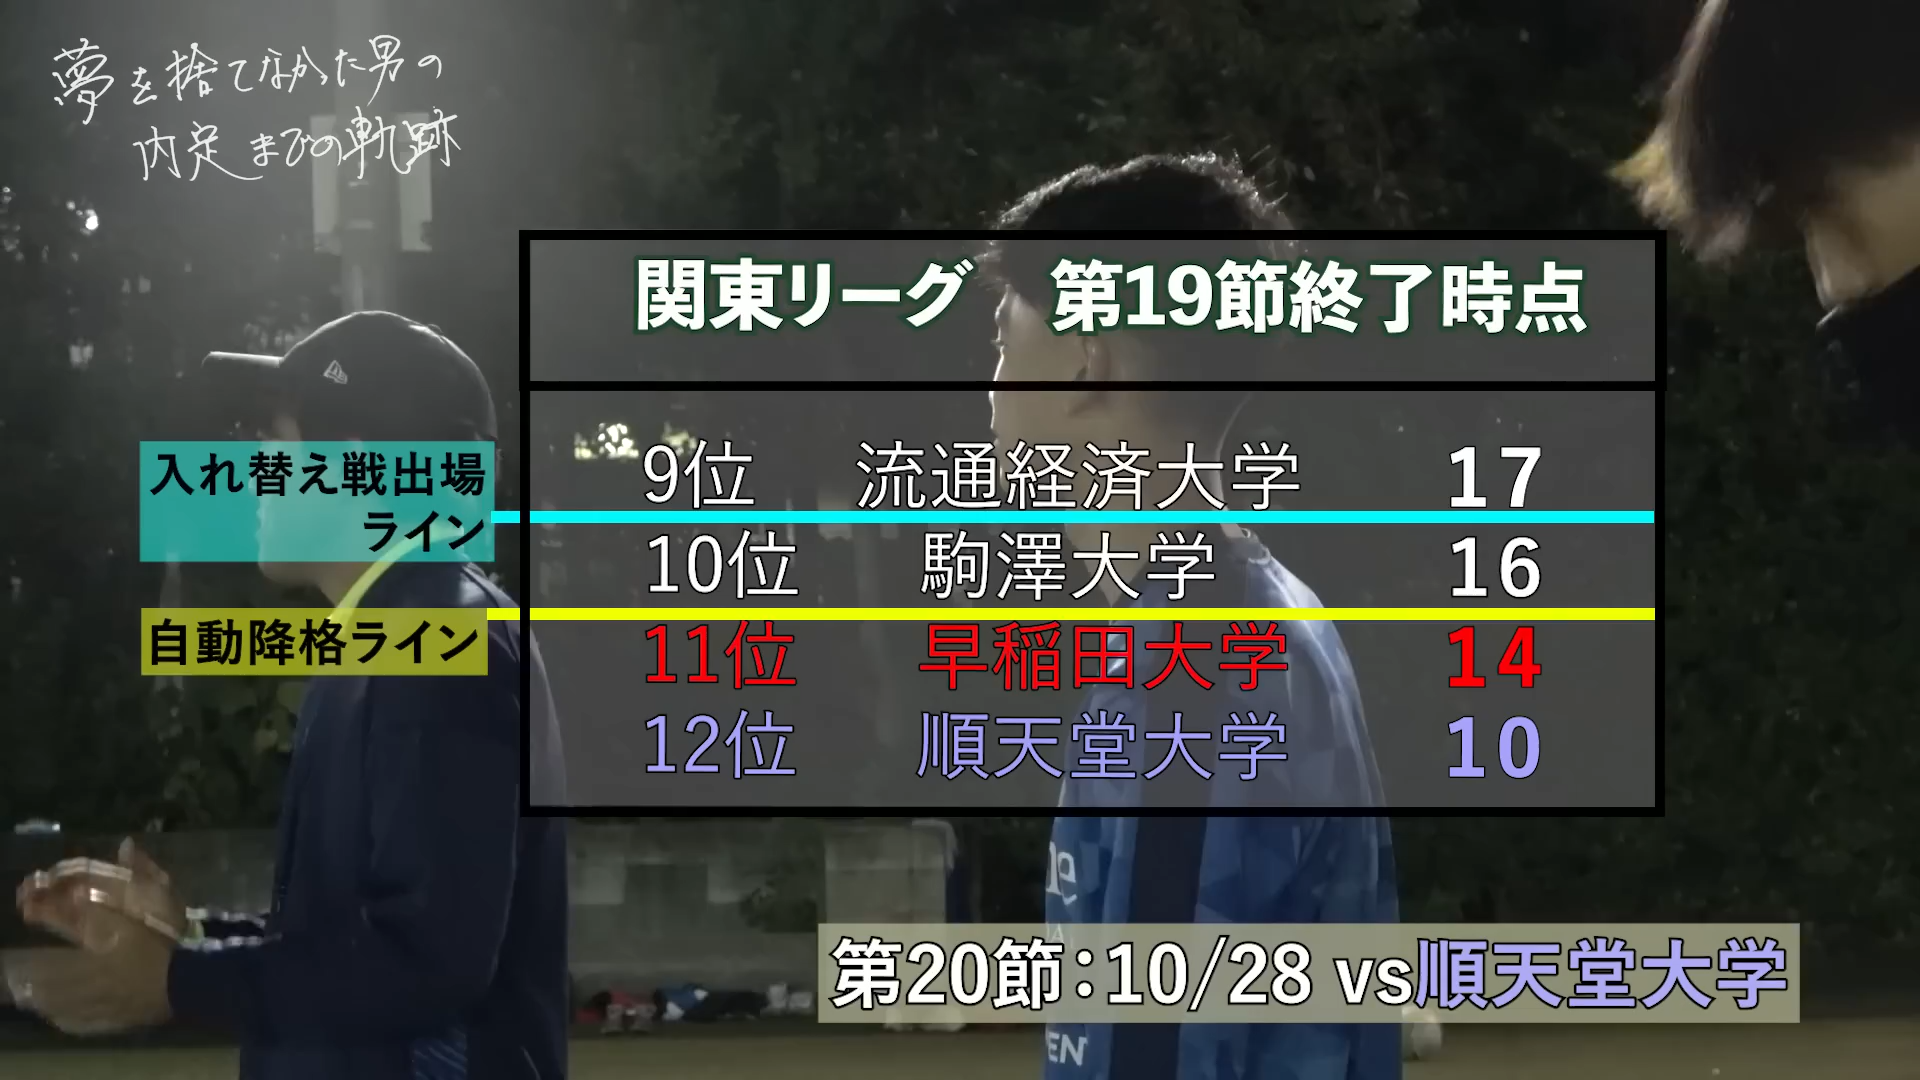 夢を捨てなかった男の
内定までの軌跡
関東リーグ　第19節終了時点
9位 流通経済大学 17
入れ替え戦出場
ライン
10位 駒澤大学 16
自動降格ライン
11位 早稲田大学 14
12位 順天堂大学 10
第20節：10/28 vs順天堂大学